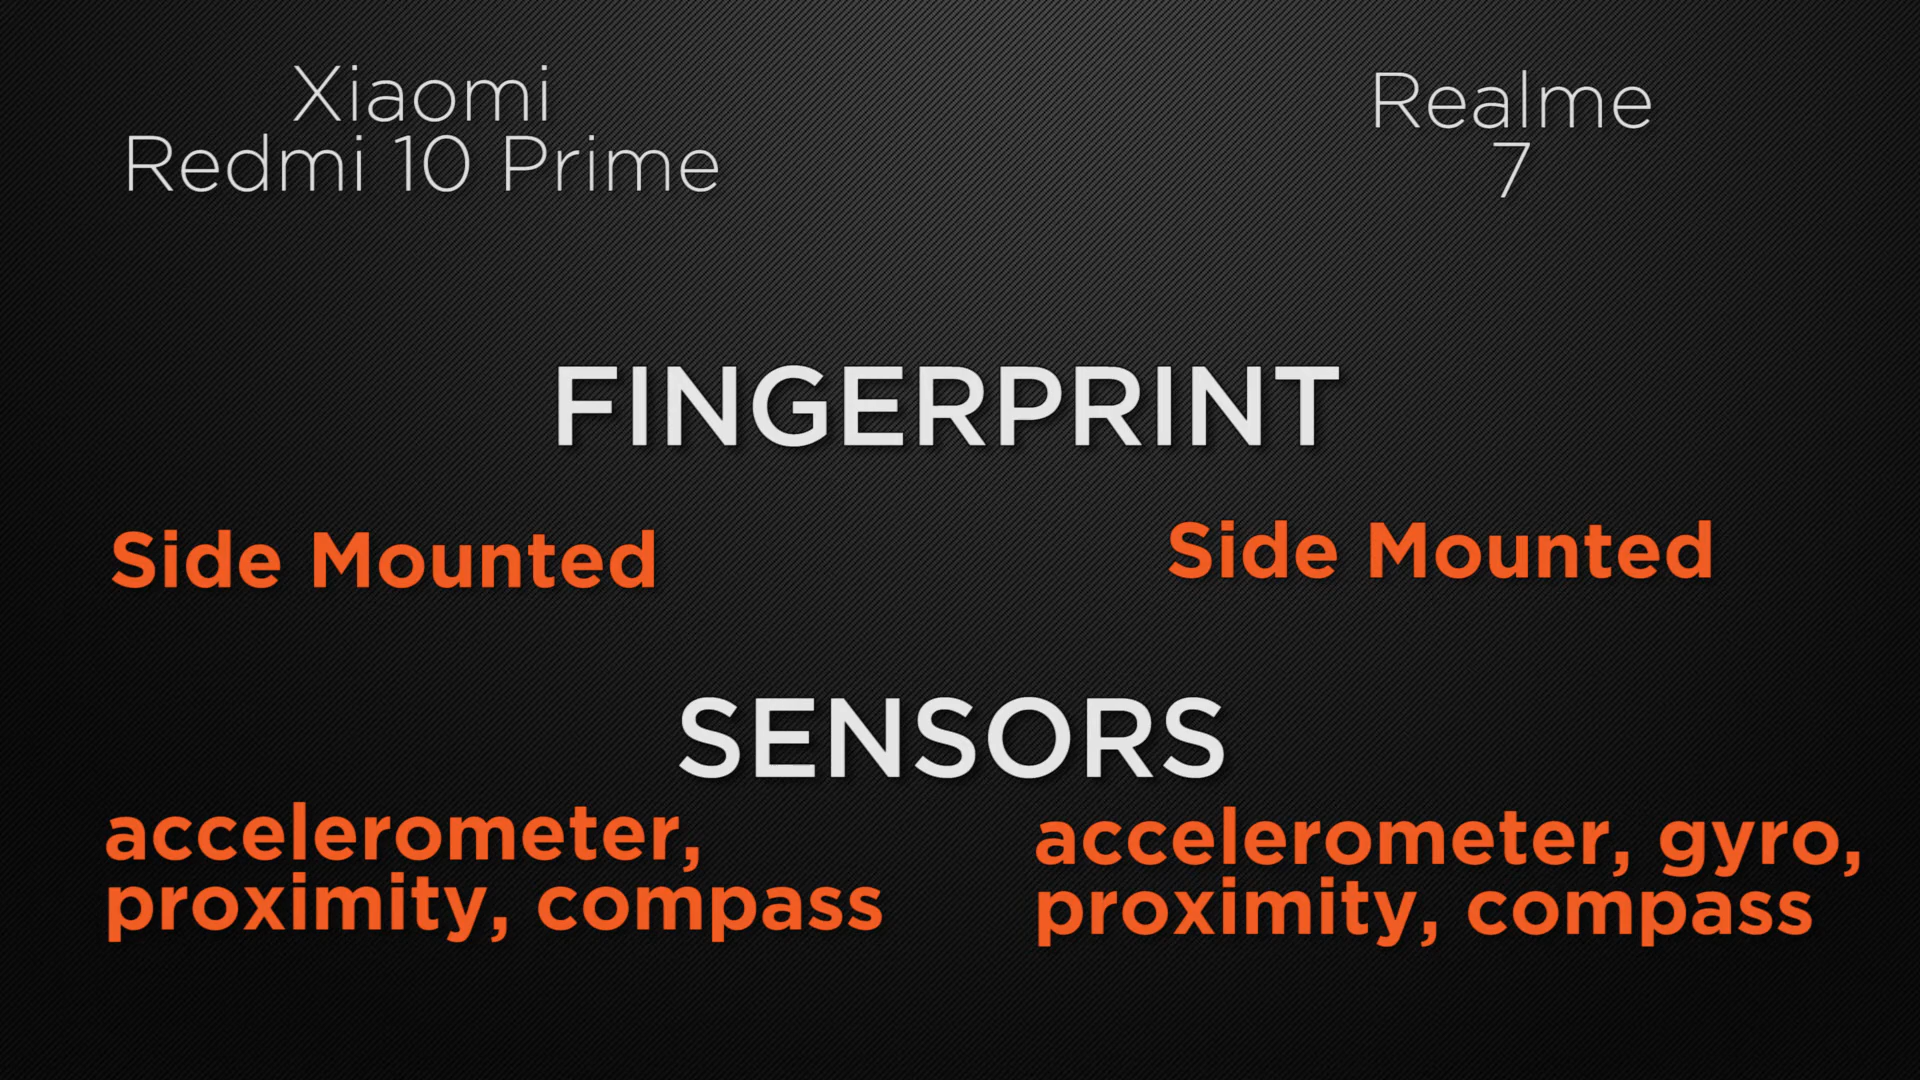 Xiaomi
Redmi 10 Prime
Realme
7
FINGERPRINT
Side Mounted
Side Mounted
SENSORS
accelerometer,
proximity, compass
accelerometer, gyro,
proximity, compass